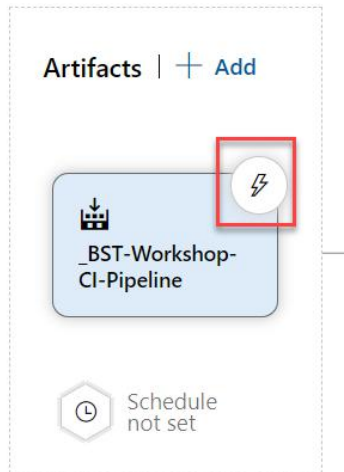 Artifacts | + Add
_BST-Workshop-
CI-Pipeline
Schedule
not set